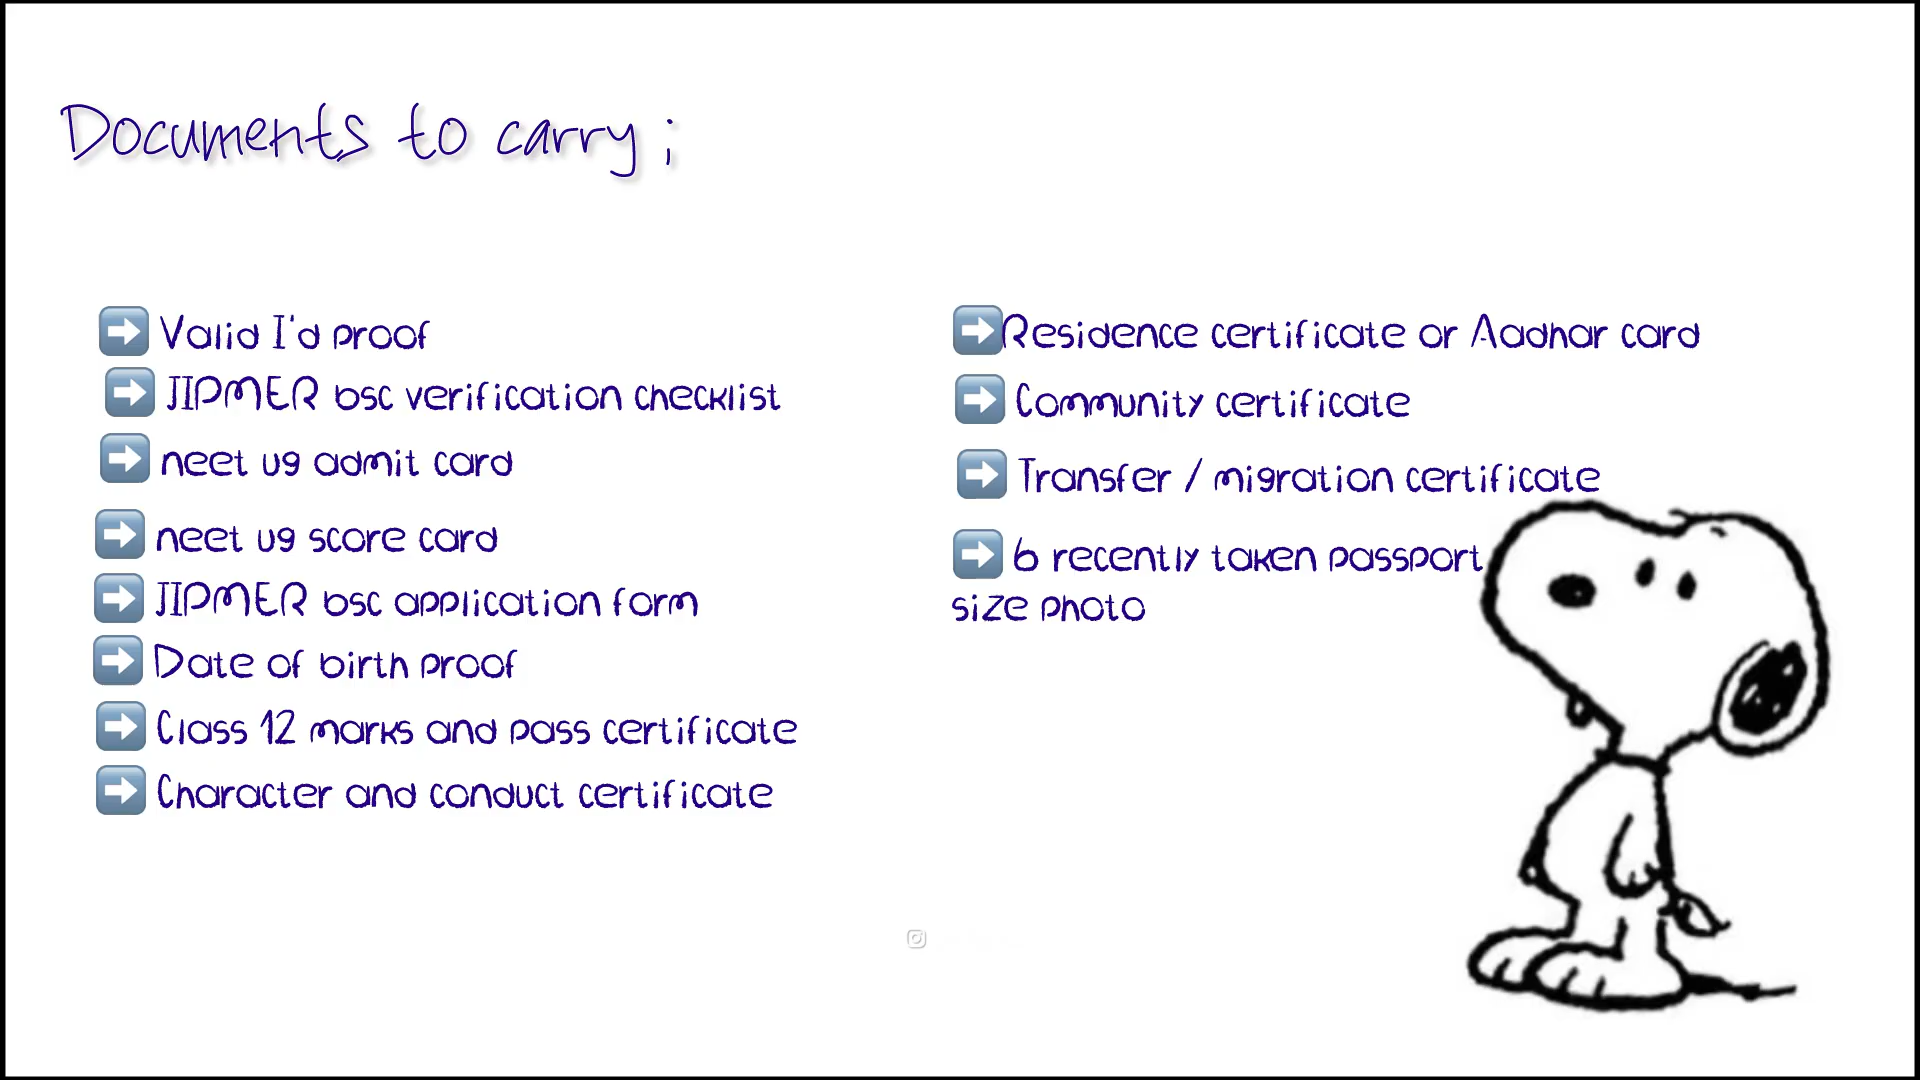 Documents to carry ;
➡️ Valid I'd proof
➡️ JIPMER bsc verification checklist
➡️ neet ug admit card
➡️ neet ug score card
➡️ JIPMER bsc application form
➡️ Date of birth proof
➡️ Class 12 marks and pass certificate
➡️ Character and conduct certificate
➡️Residence certificate or Aadhar card
➡️ Community certificate
➡️ Transfer / migration certificate
➡️ 6 recently taken passport
size photo